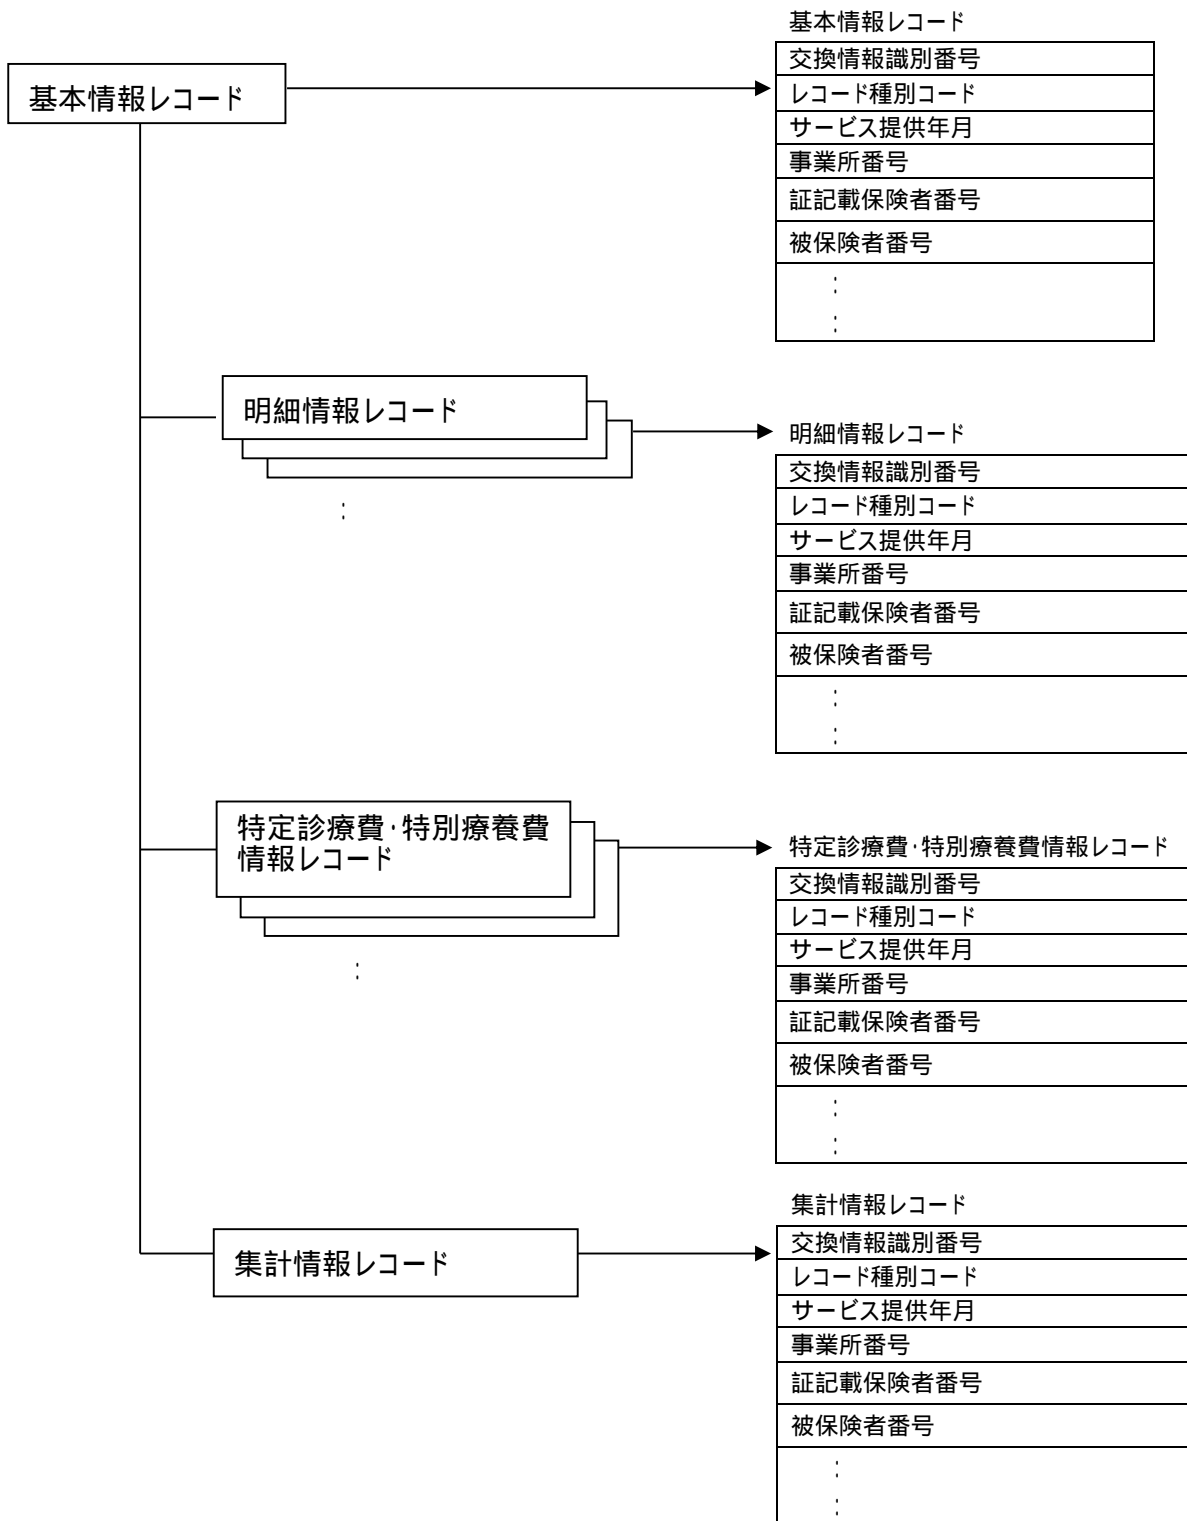 基本情報レコード
基本情報レコード
交換情報識別番号
レコード種別コード
サービス提供年月
事業所番号
証記載保険者番号
被保険者番号
:
:
明細情報レコード
:
明細情報レコード
交換情報識別番号
レコード種別コード
サービス提供年月
事業所番号
証記載保険者番号
被保険者番号
:
:
特定診療費・特別療養費
情報レコード
:
特定診療費・特別療養費情報レコード
交換情報識別番号
レコード種別コード
サービス提供年月
事業所番号
証記載保険者番号
被保険者番号
:
:
集計情報レコード
集計情報レコード
交換情報識別番号
レコード種別コード
サービス提供年月
事業所番号
証記載保険者番号
被保険者番号
:
: